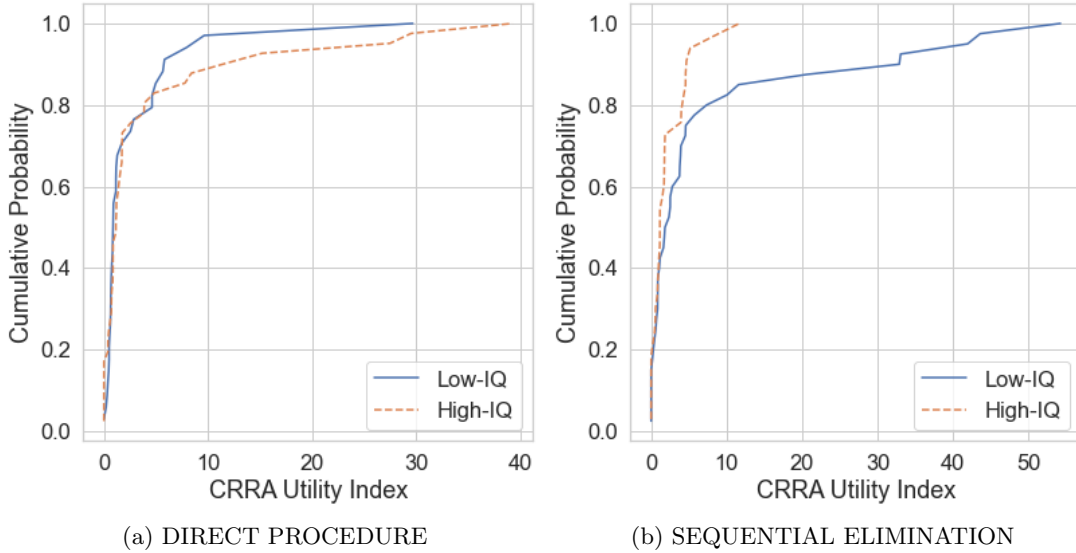 1.0
0.8
0.6
0.4
0.2
0.0
Cumulative Probability
0 10 20 30 40
CRRA Utility Index
Low-IQ
High-IQ
(a) DIRECT PROCEDURE
1.0
0.8
0.6
0.4
0.2
0.0
Cumulative Probability
0 10 20 30 40 50
CRRA Utility Index
Low-IQ
High-IQ
(b) SEQUENTIAL ELIMINATION